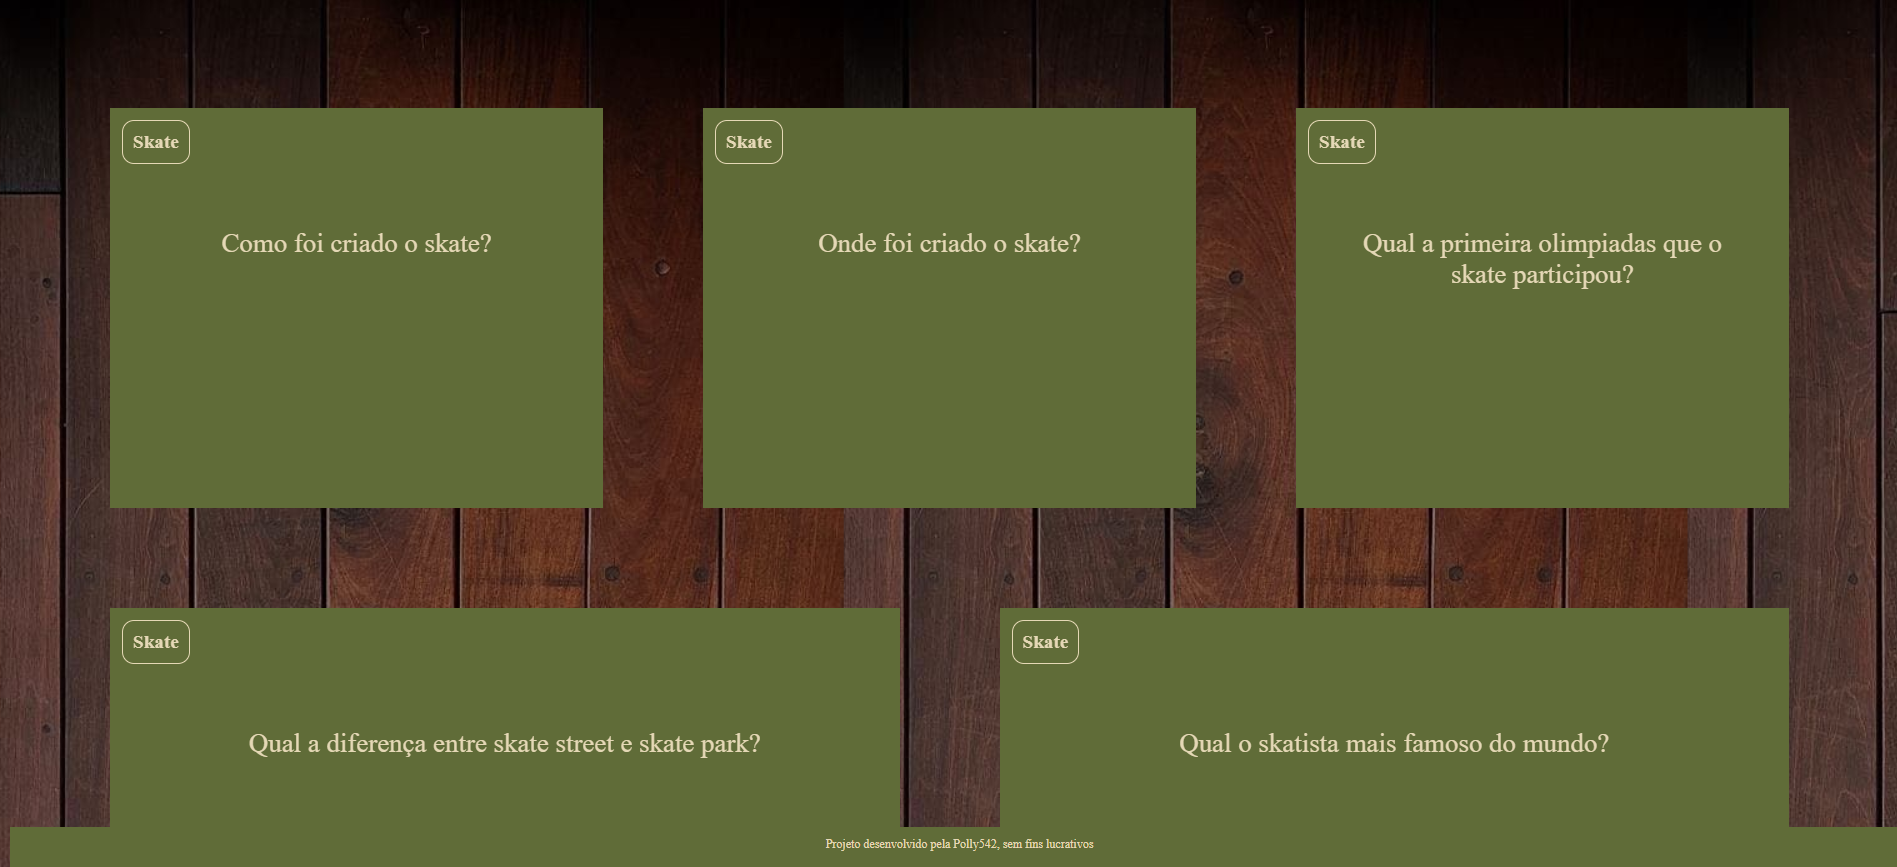 Skate
Como foi criado o skate?
Skate
Onde foi criado o skate?
Skate
Qual a primeira olimpiadas que o
skate participou?
Skate
Qual a diferença entre skate street e skate park?
Skate
Qual o skatista mais famoso do mundo?
Projeto desenvolvido pela Polly542, sem fins lucrativos